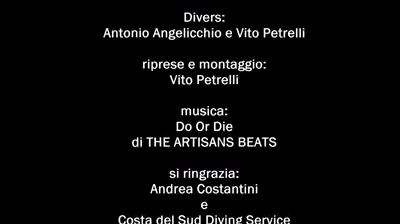 Divers:
Antonio Angelicchio e Vito Petrelli
riprese e montaggio:
Vito Petrelli
musica:
Do Or Die
di THE ARTISANS BEATS
si ringrazia:
Andrea Costantini
e
Costa del Sud Diving Service